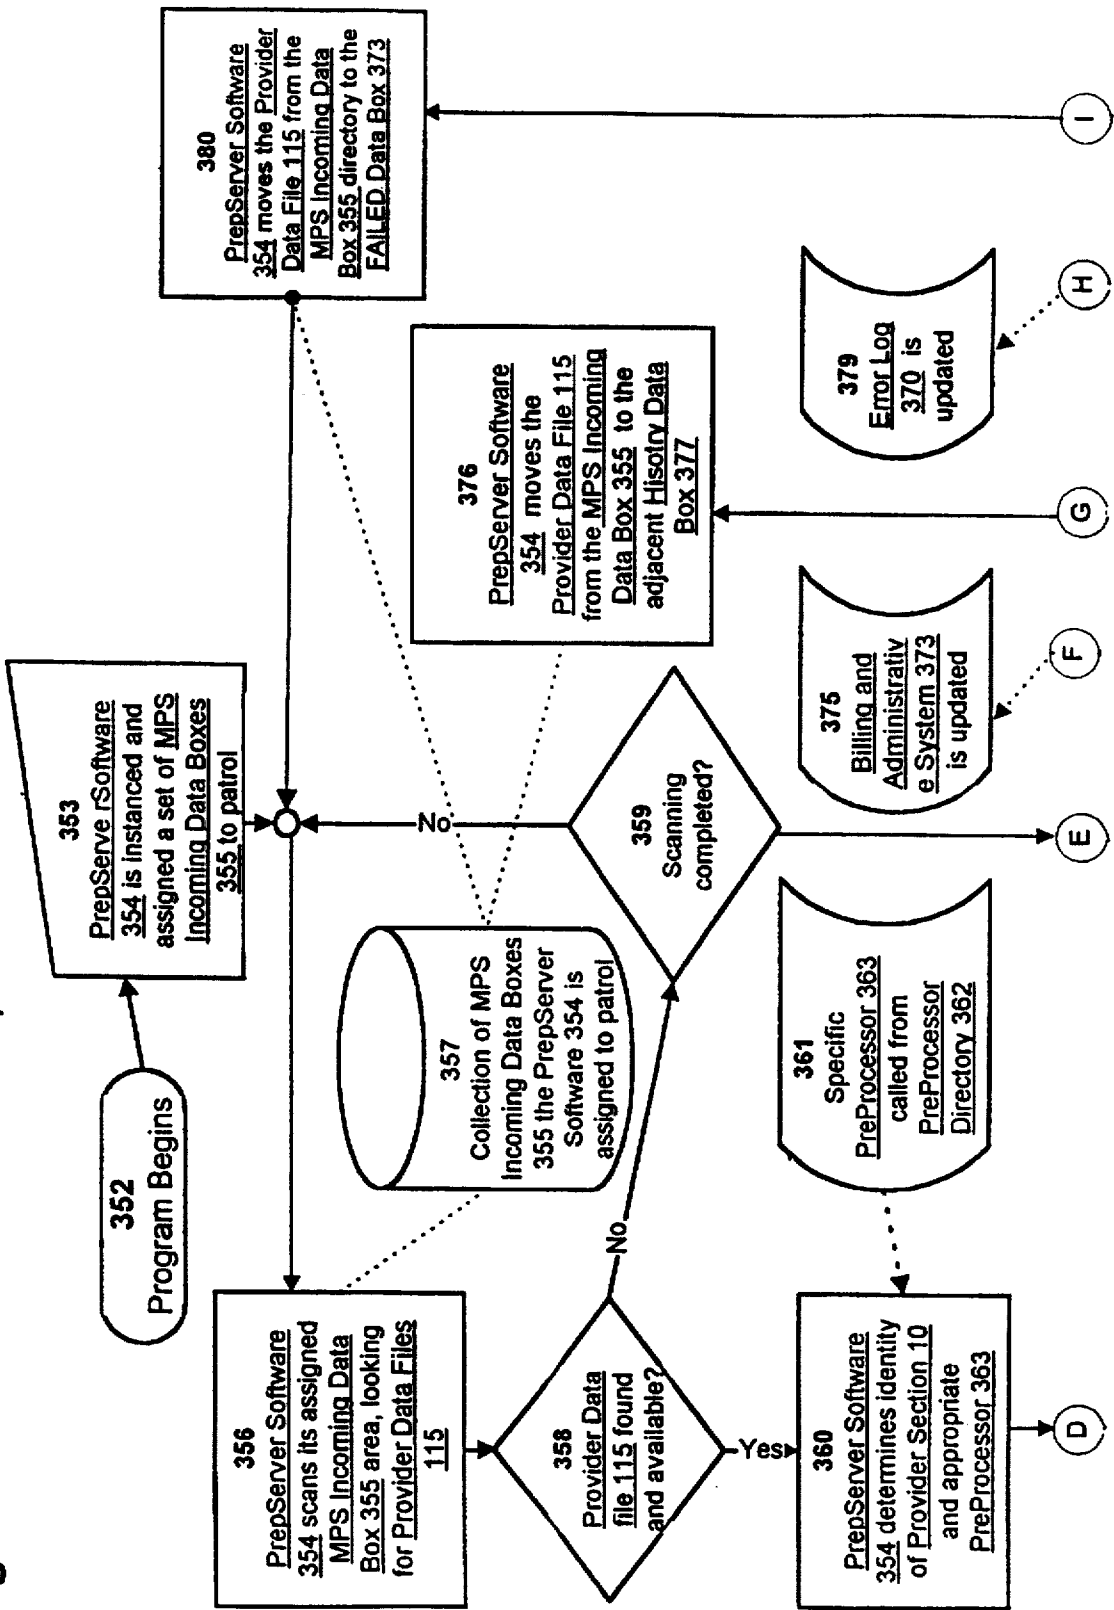 352
Program Begins
353
PrepServe rSoftware
354 is instanced and
assigned a set of MPS
Incoming Data Boxes
355 to patrol
356
PrepServer Software
354 scans its assigned
MPS Incoming Data
Box 355 area, looking
for Provider Data Files
115
357
Collection of MPS
Incoming Data Boxes
355 the PrepServer
Software 354 is
assigned to patrol
380
PrepServer Software
354 moves the Provider
Data File 115 from the
MPS Incoming Data
Box 355 directory to the
FAILED Data Box 373
358
Provider Data
file 115 found
and available?
No
Yes
359
Scanning
completed?
No
376
PrepServer Software
354 moves the
Provider Data File 115
from the MPS Incoming
Data Box 355 to the
adjacent Hisotry Data
Box 377
360
PrepServer Software
354 determines identity
of Provider Section 10
and appropriate
PreProcessor 363
361
Specific
PreProcessor 363
called from
PreProcessor
Directory 362
375
Billing and
Administrativ
e System 373
is updated
379
Error Log
370 is
updated
D
E
F
G
H
I